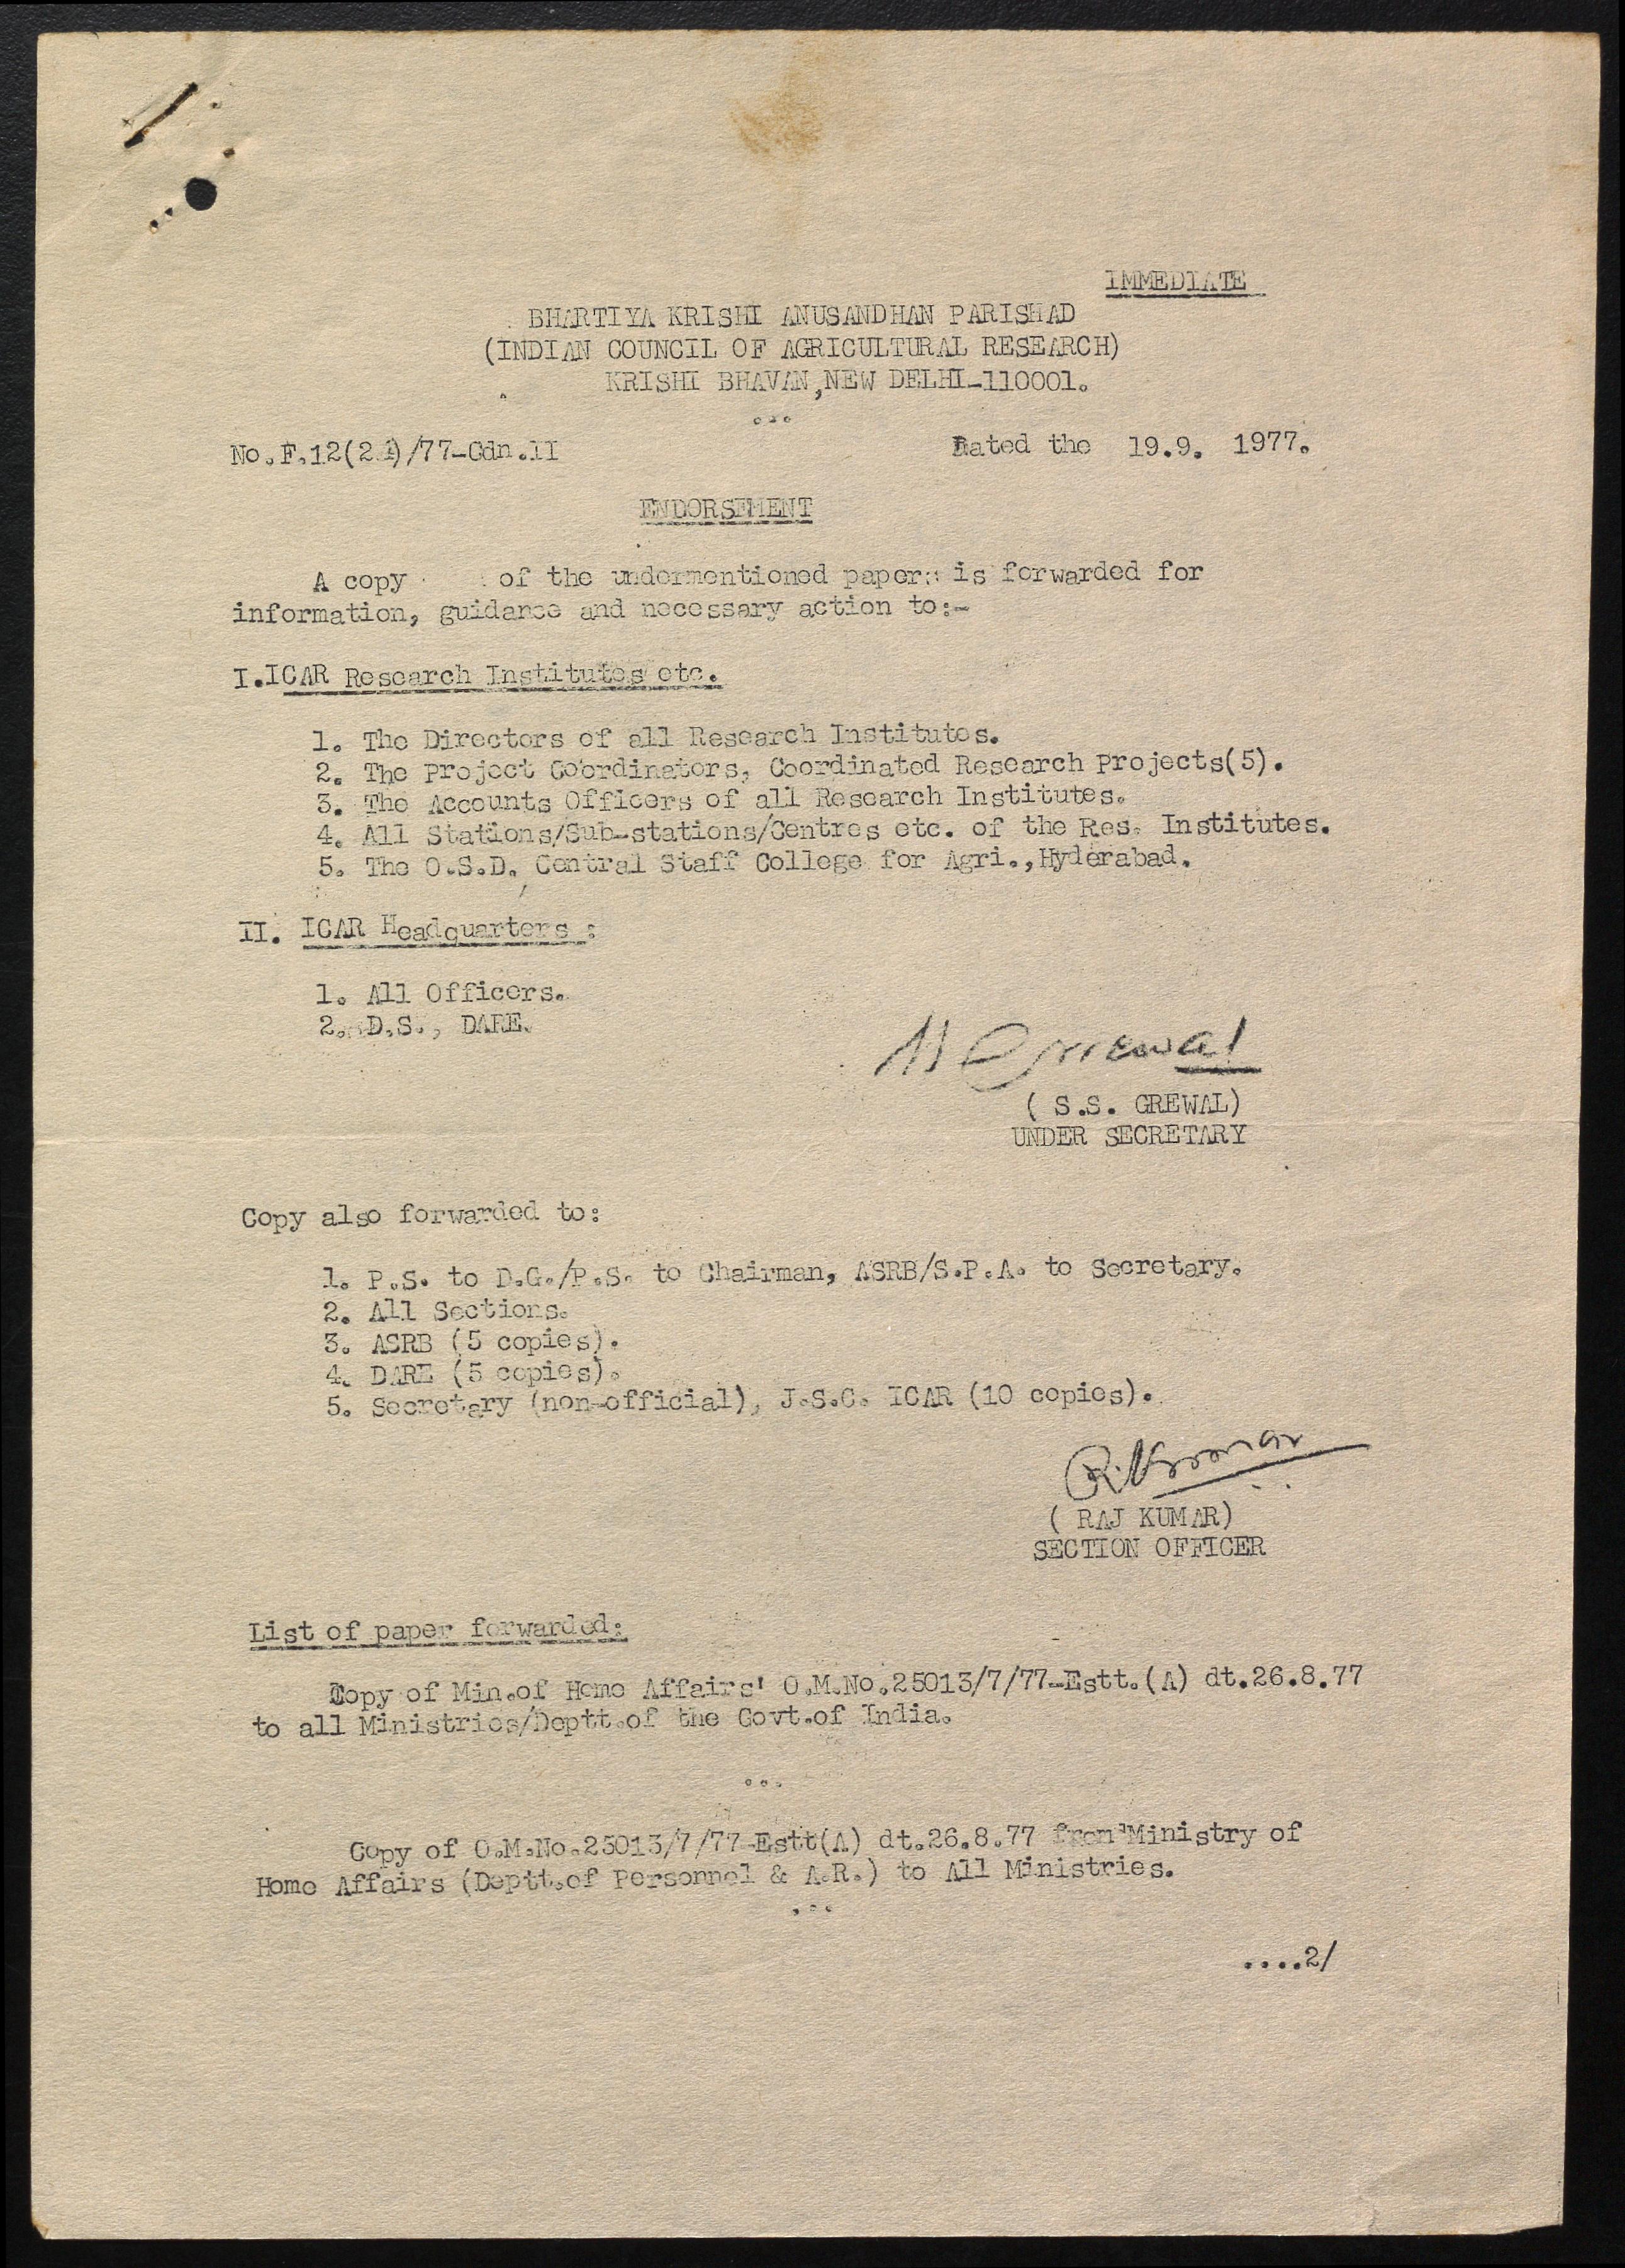 IMMEDIATE
BHARTIYA KRISHI ANUSANDHAN PARISHAD
(INDIAN COUNCIL OF AGRICULTURAL RESEARCH)
KRISHI BHAVAN,NEW DELHI-110001.
...
No.F.12(21)/77-Cdn.II Dated the 19.9. 1977.
ENDORSEMENT
A copy of the undermentioned paper is forwarded for
information, guidance and necessary action to:-
I.ICAR Research Institutes etc.
1. The Directors of all Research Institutes.
2. The Project Coordinators, Coordinated Research Projects(5).
3. The Accounts Officers of all Research Institutes.
4. All Stations/Sub-stations/Centres etc. of the Res. Institutes.
5. The O.S.D. Central Staff College for Agri.,Hyderabad.
II. ICAR Headquarters :
1. All Officers.
2. D.S., DARE.
Grewal
( S.S. GREWAL)
UNDER SECRETARY
Copy also forwarded to:
1. P.S. to D.G./P.S. to Chairman, ASRB/S.P.A. to Secretary.
2. All Sections.
3. ASRB (5 copies).
4. DARE (5 copies).
5. Secretary (non-official), J.S.C. ICAR (10 copies).
R. Kumar
( RAJ KUMAR)
SECTION OFFICER
List of paper forwarded:
Copy of Min.of Home Affairs' O.M.No.25013/7/77-Estt.(A) dt.26.8.77
to all Ministries/Deptt.of the Govt.of India.
...
Copy of O.M.No.25013/7/77-Estt(A) dt.26.8.77 from Ministry of
Home Affairs (Deptt.of Personnel & A.R.) to All Ministries.
...
....2/